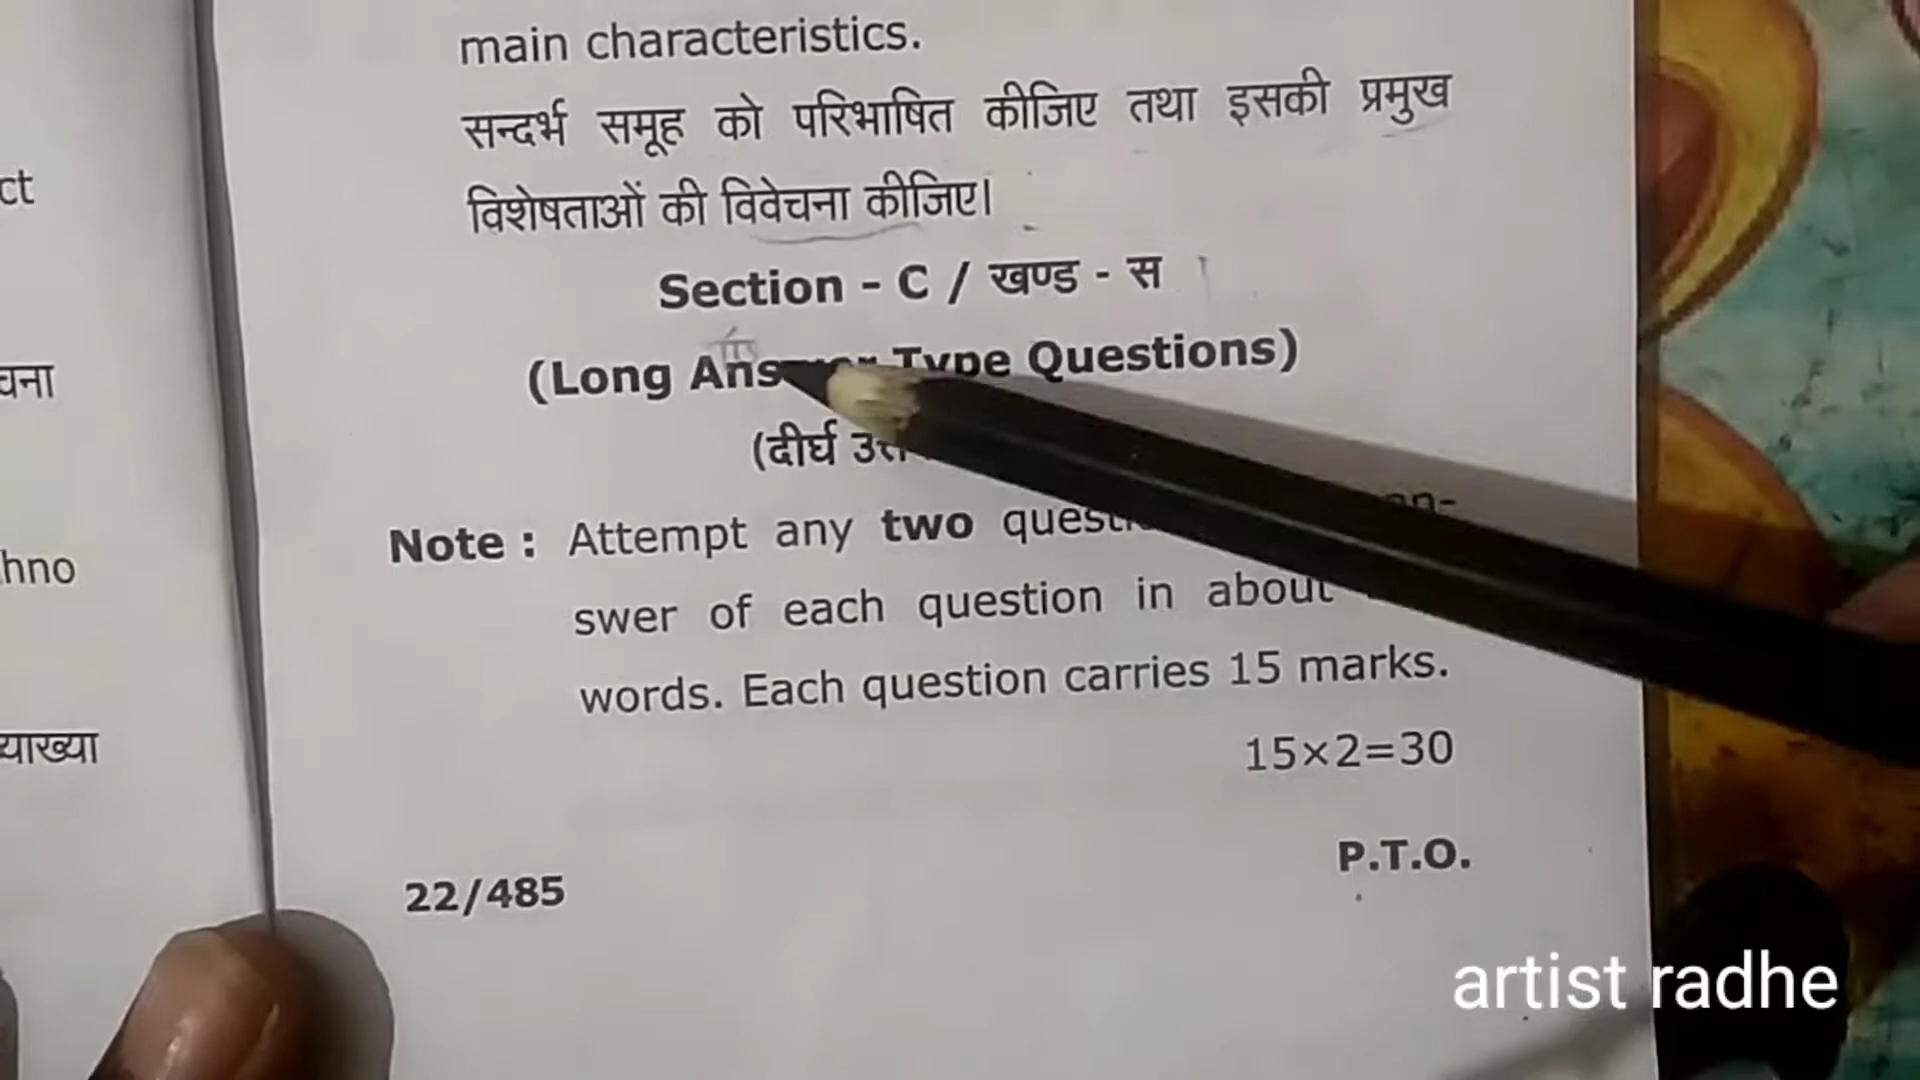 main characteristics.
सन्दर्भ समूह को परिभाषित कीजिए तथा इसकी प्रमुख
विशेषताओं की विवेचना कीजिए।
ct
Section - C / खण्ड - स
(Long Answer Type Questions)
चना
(दीर्घ
Note : Attempt any two
hno
swer of each question in about
words. Each question carries 15 marks.
याख्या
15×2=30
P.T.O.
22/485
artist radhe